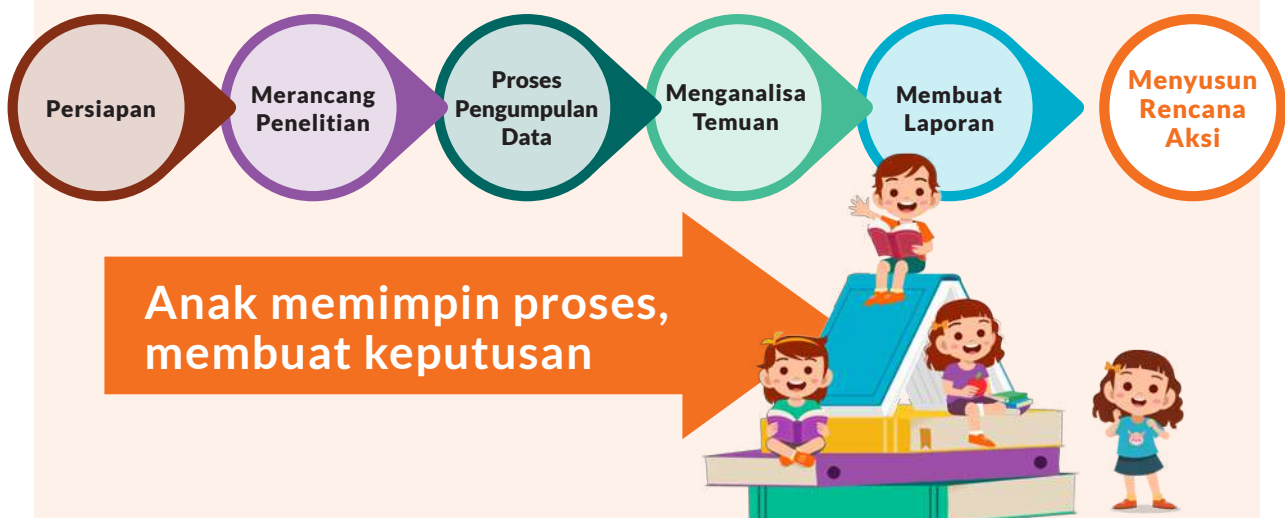 Persiapan
Merancang
Penelitian
Proses
Pengumpulan
Data
Menganalisa
Temuan
Membuat
Laporan
Menyusun
Rencana
Aksi
Anak memimpin proses,
membuat keputusan